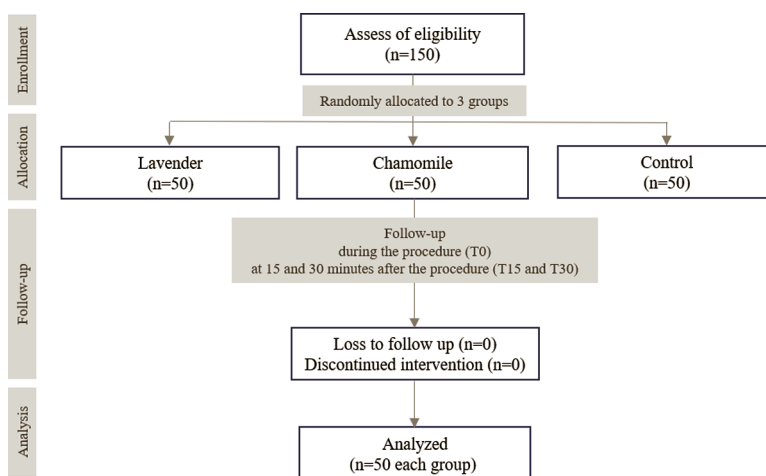 Enrollment
Assess of eligibility
(n=150)
Randomly allocated to 3 groups
Allocation
Lavender
(n=50)
Chamomile
(n=50)
Control
(n=50)
Follow-up
Follow-up
during the procedure (T0)
at 15 and 30 minutes after the procedure (T15 and T30)
Loss to follow up (n=0)
Discontinued intervention (n=0)
Analysis
Analyzed
(n=50 each group)